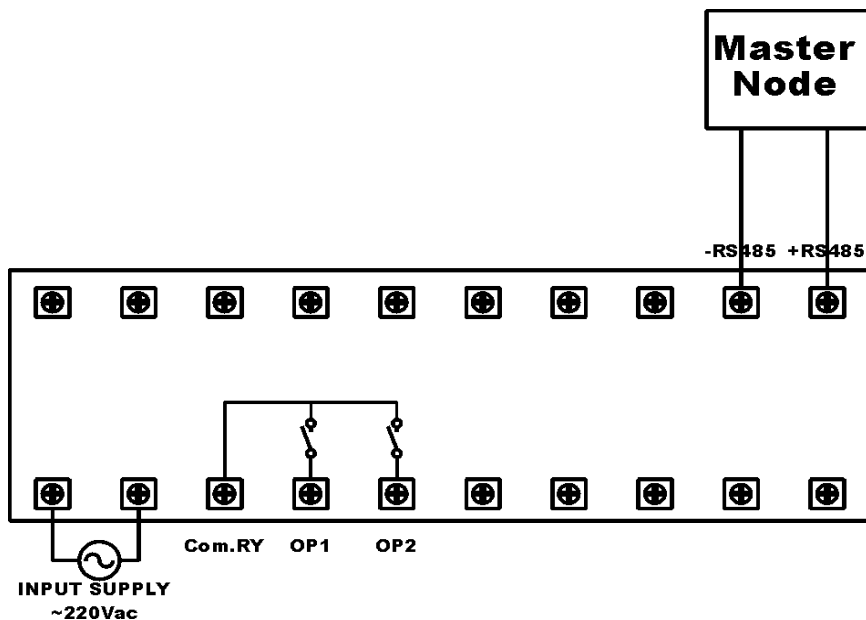 Master
Node
-RS485 +RS485
Com.RY OP1 OP2
INPUT SUPPLY
~220Vac